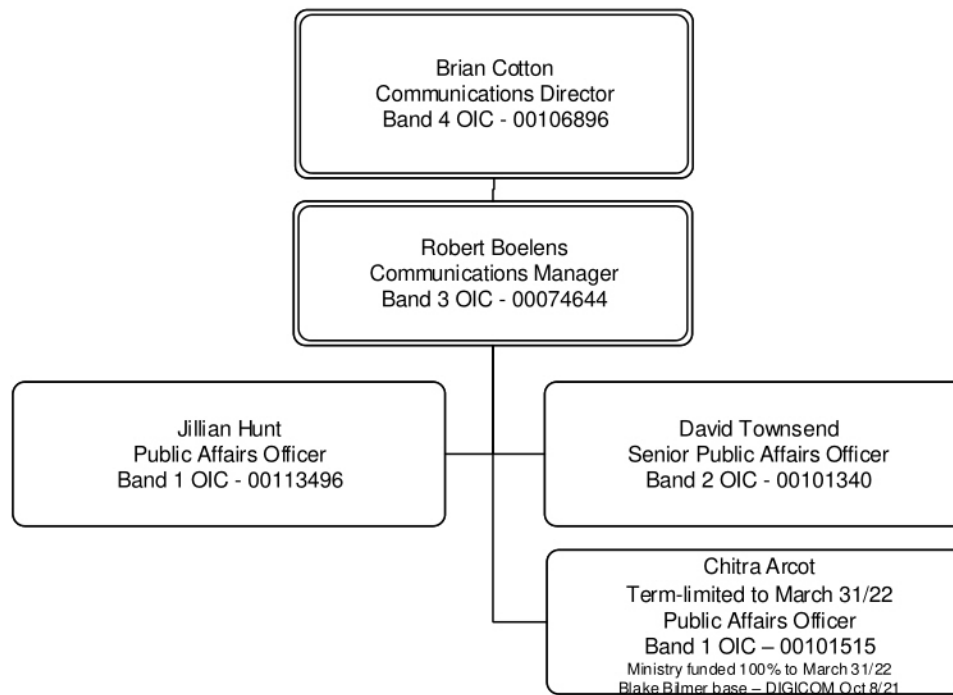 Brian Cotton
Communications Director
Band 4 OIC - 00106896
Robert Boelens
Communications Manager
Band 3 OIC - 00074644
Jillian Hunt
Public Affairs Officer
Band 1 OIC - 00113496
David Townsend
Senior Public Affairs Officer
Band 2 OIC - 00101340
Chitra Arcot
Term-limited to March 31/22
Public Affairs Officer
Band 1 OIC – 00101515
Ministry funded 100% to March 31/22
Blake Bilmer base – DIGICOM Oct 8/21